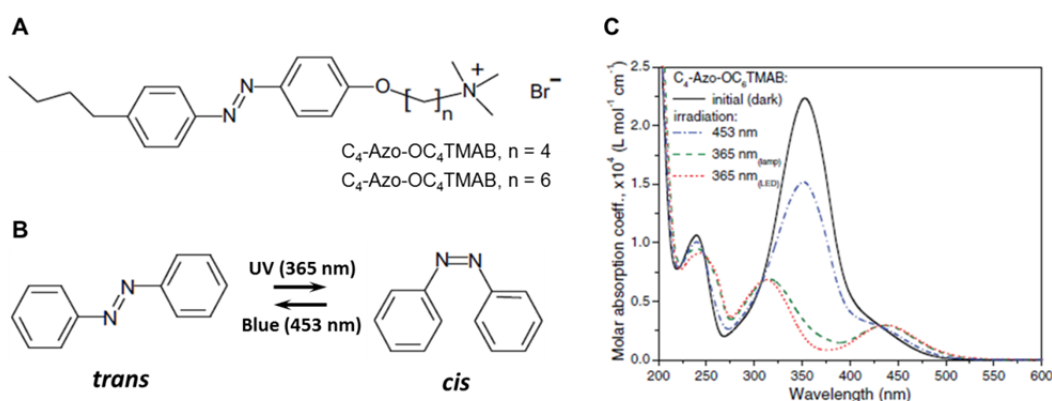 A
N
N
O
N
+
Br−
[ ]n
C4-Azo-OC4TMAB, n = 4
C4-Azo-OC4TMAB, n = 6
B
N
N
UV (365 nm)
Blue (453 nm)
N N
trans
cis
C
C4-Azo-OC6TMAB:
initial (dark)
irradiation:
453 nm
365 nm(lamp)
365 nm(LED)
Molar absorption coeff., x10⁴ (L mol⁻¹ cm⁻¹)
2.5
2.0
1.5
1.0
0.5
0.0
200 250 300 350 400 450 500 550 600
Wavelength (nm)